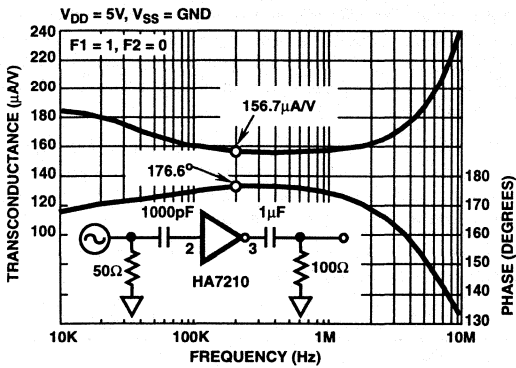 V_DD = 5V, V_SS = GND
F1 = 1, F2 = 0
TRANSCONDUCTANCE (μA/V)
240
220
200
180
160
140
120
100
156.7μA/V
176.6°
1000pF
1μF
2
3
50Ω
HA7210
100Ω
180
170
160
150
140
130
PHASE (DEGREES)
10K
100K
1M
10M
FREQUENCY (Hz)